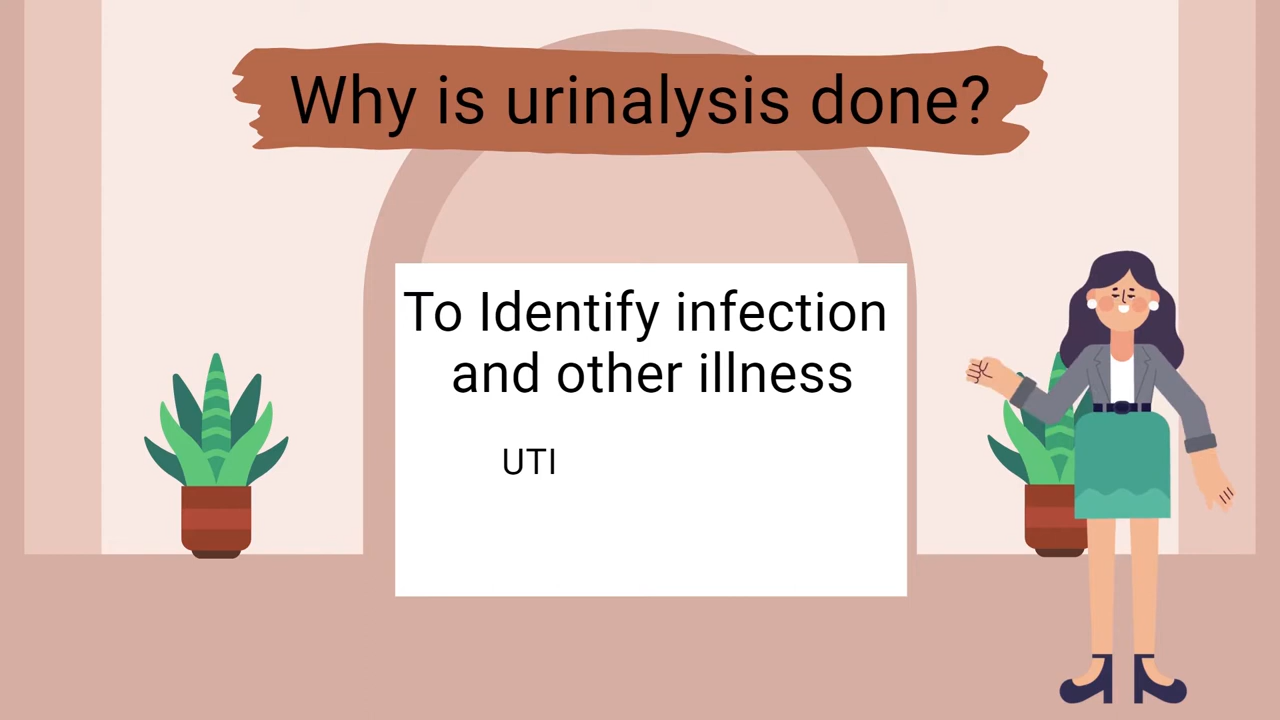 Why is urinalysis done?
To Identify infection
and other illness
UTI